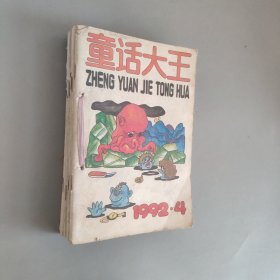 童话大王
ZHENG YUAN JIE TONG HUA
1992·4